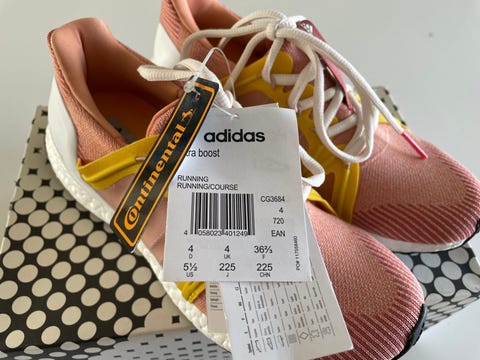 Continental
adidas
tra boost
RUNNING
RUNNING/COURSE
CG3684
4
720
4 058023 401249
EAN
4 4 36⅔
D UK F
5½ 225 225
US J CHN